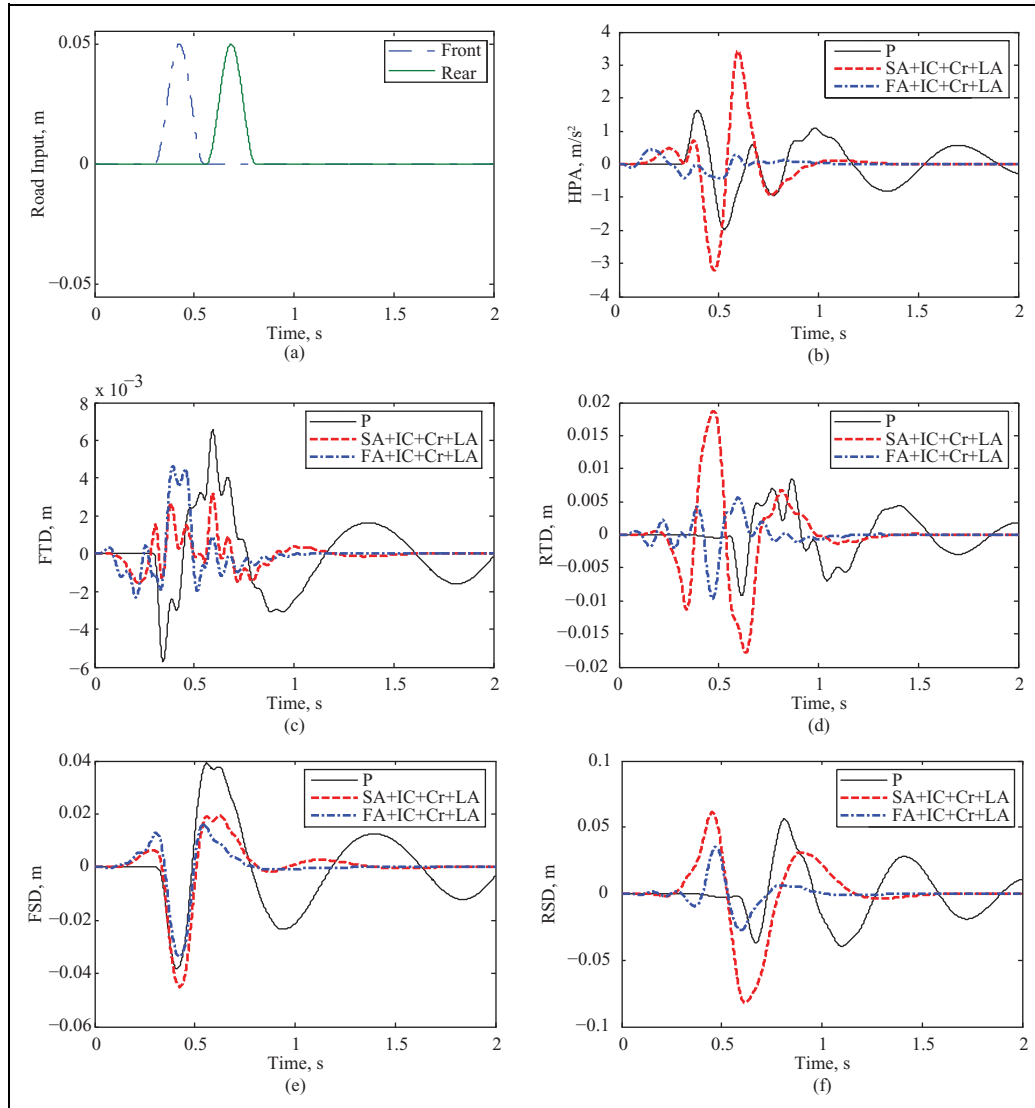 0.05
0
−0.05
Road Input, m
Front
Rear
0 0.5 1 1.5 2
Time, s
(a)
4
3
2
1
0
−1
−2
−3
−4
HPA, m/s²
P
SA+IC+Cr+LA
FA+IC+Cr+LA
0 0.5 1 1.5 2
Time, s
(b)
x 10⁻³
8
6
4
2
0
−2
−4
−6
FTD, m
P
SA+IC+Cr+LA
FA+IC+Cr+LA
0 0.5 1 1.5 2
Time, s
(c)
0.02
0.015
0.01
0.005
0
−0.005
−0.01
−0.015
−0.02
RTD, m
P
SA+IC+Cr+LA
FA+IC+Cr+LA
0 0.5 1 1.5 2
Time, s
(d)
0.04
0.02
0
−0.02
−0.04
−0.06
FSD, m
P
SA+IC+Cr+LA
FA+IC+Cr+LA
0 0.5 1 1.5 2
Time, s
(e)
0.1
0.05
0
−0.05
−0.1
RSD, m
P
SA+IC+Cr+LA
FA+IC+Cr+LA
0 0.5 1 1.5 2
Time, s
(f)